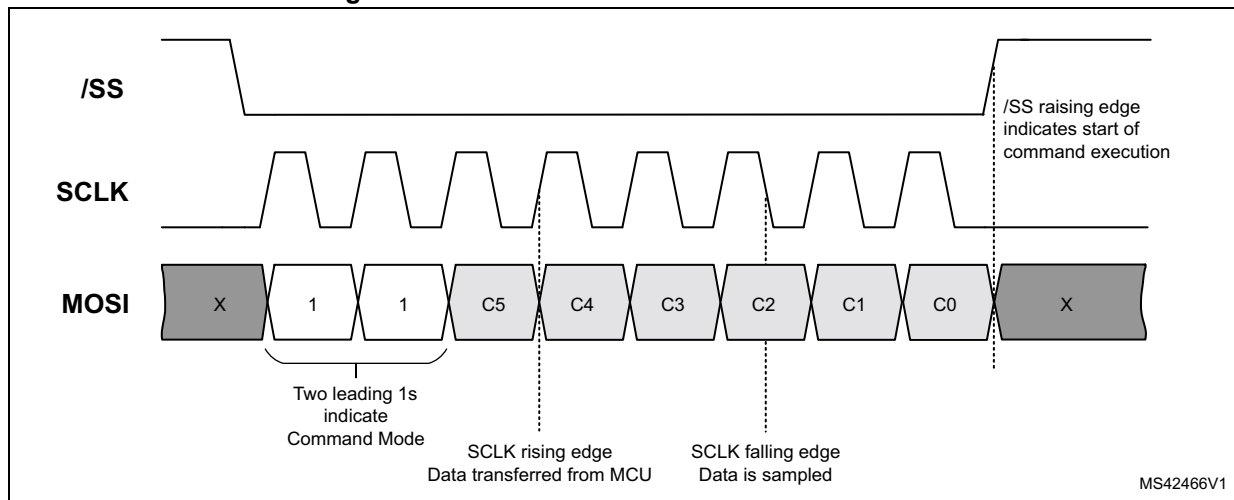 /SS
/SS raising edge
indicates start of
command execution
SCLK
MOSI
X 1 1 C5 C4 C3 C2 C1 C0 X
Two leading 1s
indicate
Command Mode
SCLK rising edge
Data transferred from MCU
SCLK falling edge
Data is sampled
MS42466V1